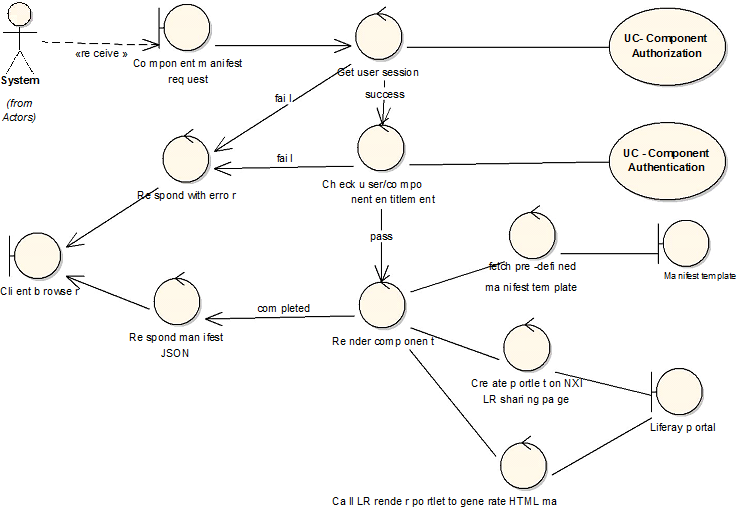 «receive»
System
(from
Actors)
Component manifest
request
Get user session
UC- Component
Authorization
success
fail
Respond with error
fail
Check user/compo
nent entitlement
UC - Component
Authentication
pass
Client browser
fetch pre-defined
manifest template
Manifest template
completed
Respond manifest
JSON
Render component
Create portlet on NXI
LR sharing page
Liferay portal
Call LR render portlet to generate HTML ma